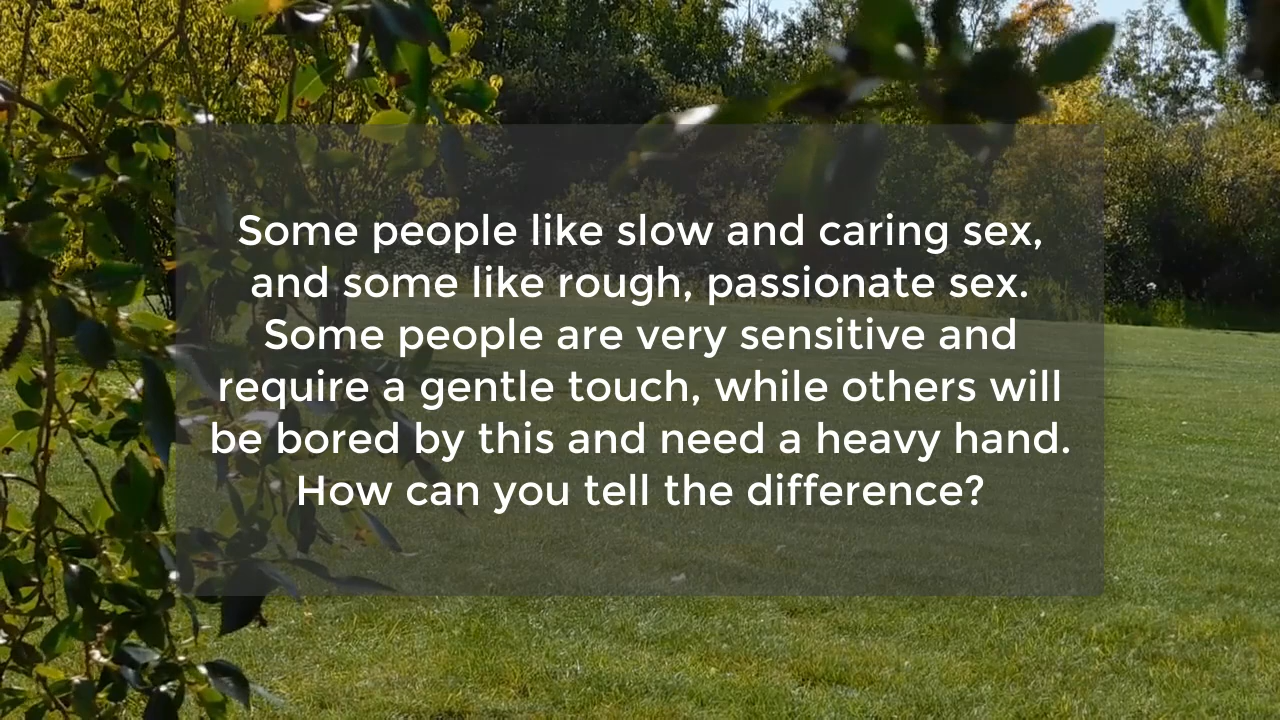 Some people like slow and caring sex,
and some like rough, passionate sex.
Some people are very sensitive and
require a gentle touch, while others will
be bored by this and need a heavy hand.
How can you tell the difference?